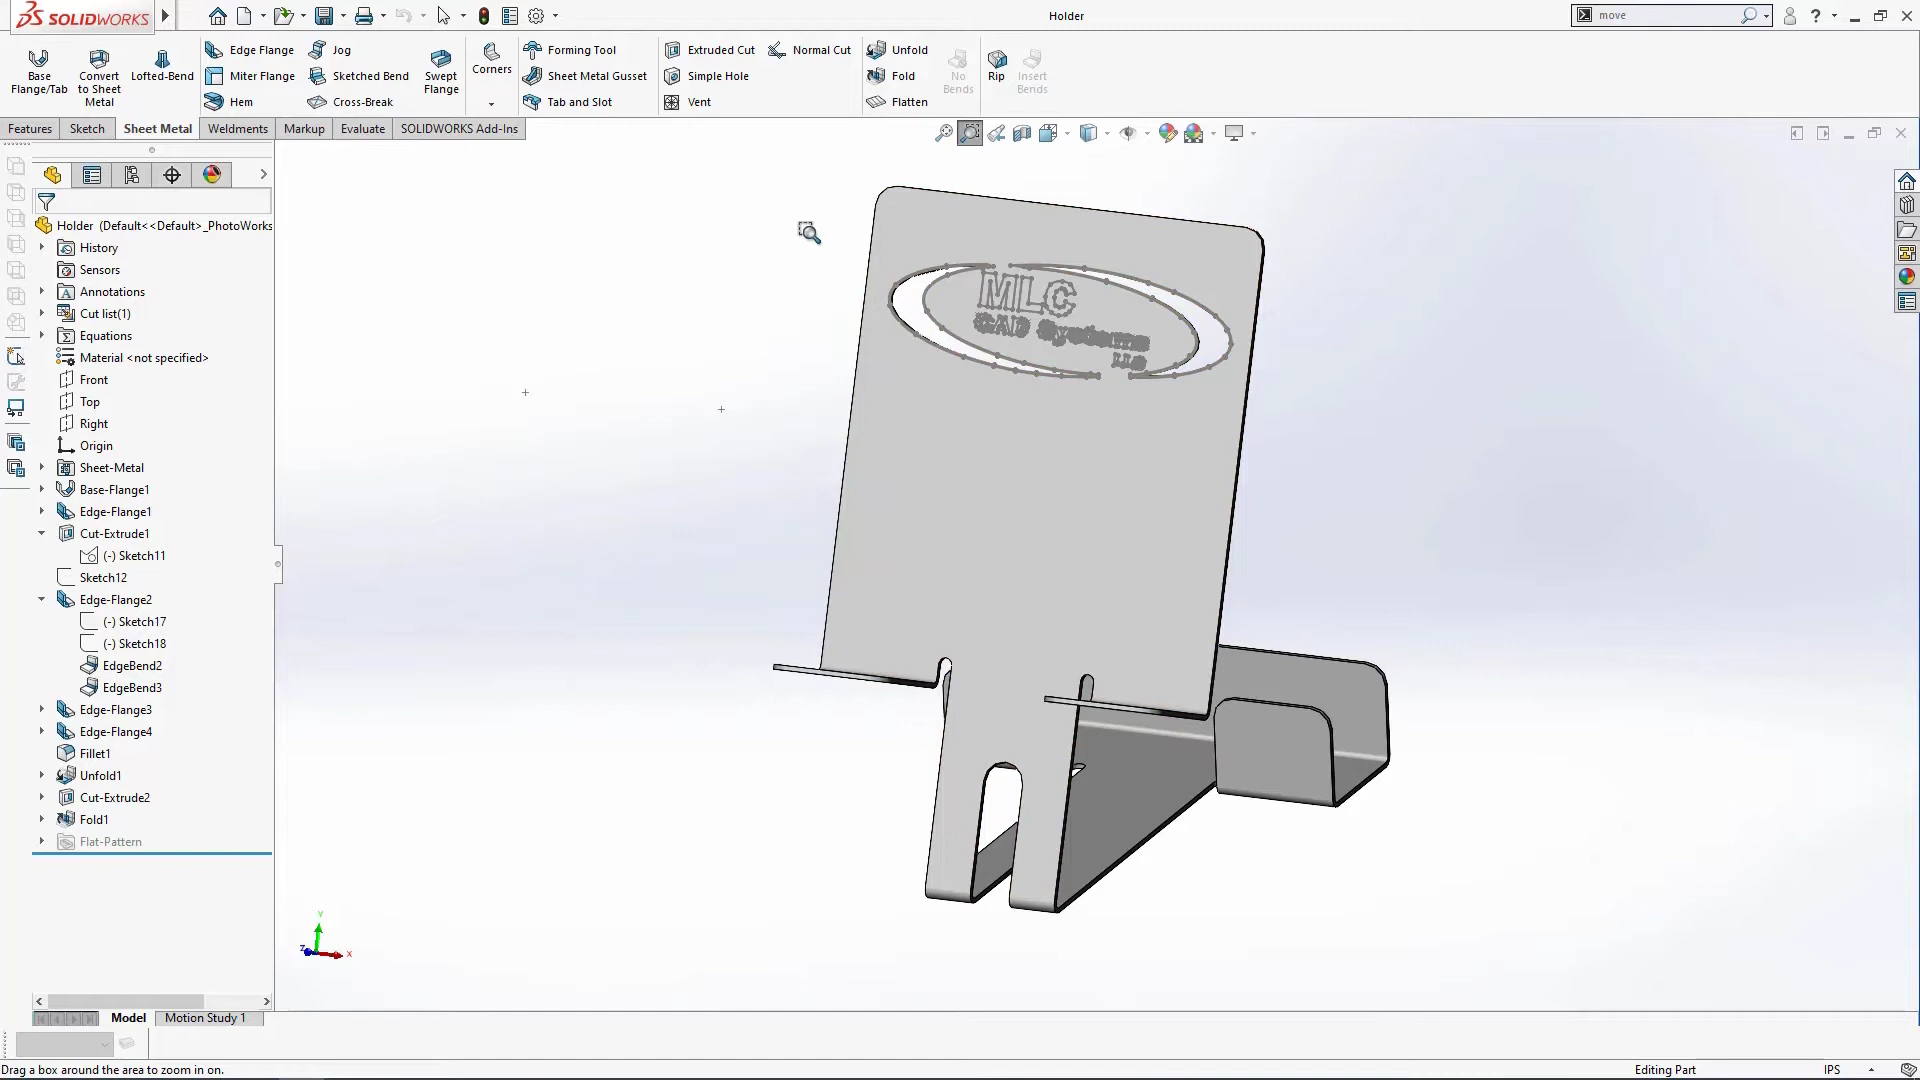 SOLIDWORKS
Holder
move
Base Flange/Tab
Convert to Sheet Metal
Lofted-Bend
Edge Flange
Miter Flange
Hem
Jog
Sketched Bend
Cross-Break
Swept Flange
Corners
Forming Tool
Sheet Metal Gusset
Tab and Slot
Extruded Cut
Simple Hole
Vent
Normal Cut
Unfold
Fold
Flatten
No Bends
Rip
Insert Bends
Features
Sketch
Sheet Metal
Weldments
Markup
Evaluate
SOLIDWORKS Add-Ins
Holder (Default<<Default>_PhotoWorks
History
Sensors
Annotations
Cut list(1)
Equations
Material <not specified>
Front
Top
Right
Origin
Sheet-Metal
Base-Flange1
Edge-Flange1
Cut-Extrude1
(-) Sketch11
Sketch12
Edge-Flange2
(-) Sketch17
(-) Sketch18
EdgeBend2
EdgeBend3
Edge-Flange3
Edge-Flange4
Fillet1
Unfold1
Cut-Extrude2
Fold1
Flat-Pattern
MLC
CAD Systems
LLC
Y
Z
X
Model
Motion Study 1
Drag a box around the area to zoom in on.
Editing Part
IPS